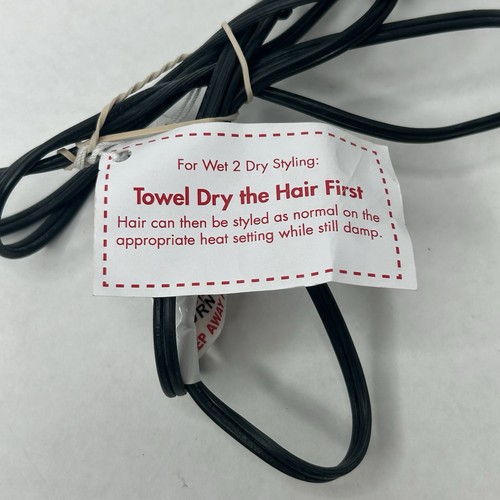 For Wet 2 Dry Styling:
Towel Dry the Hair First
Hair can then be styled as normal on the
appropriate heat setting while still damp.
AWAY